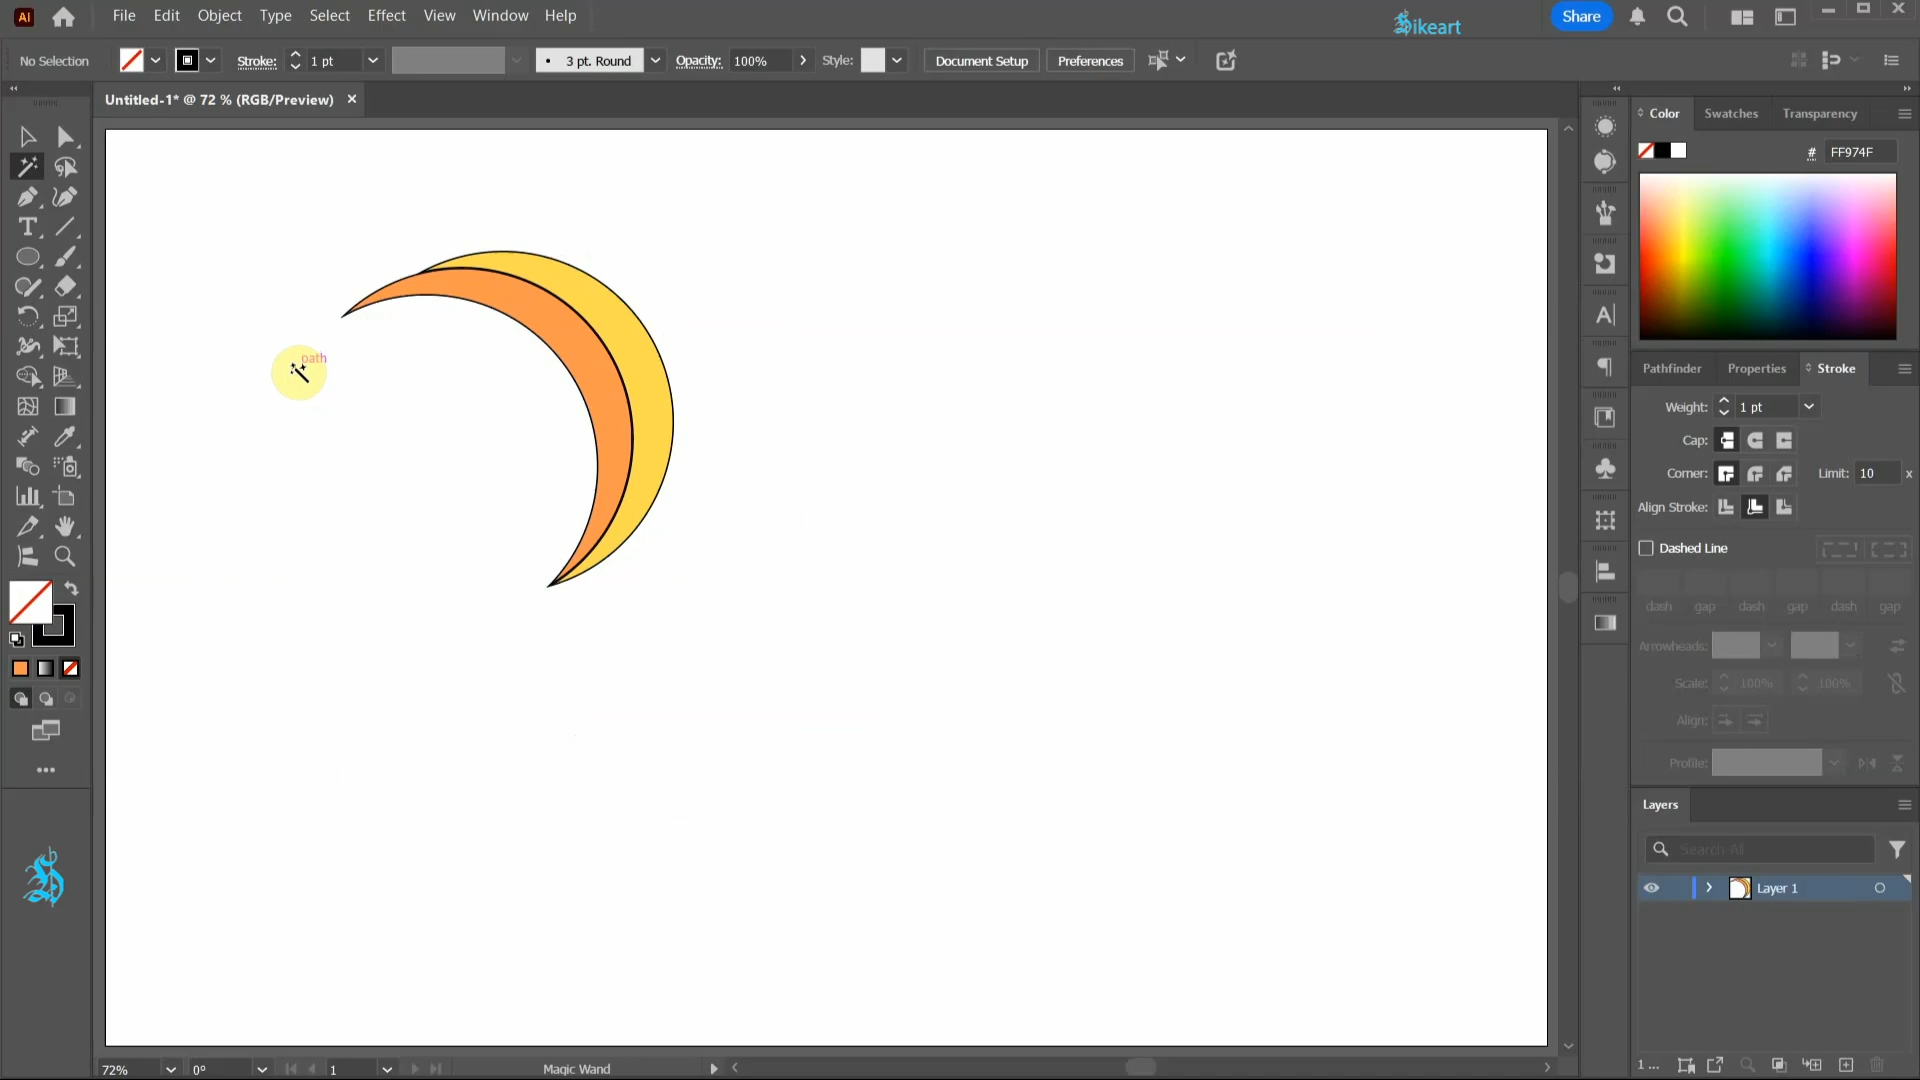 Ai File Edit Object Type Select Effect View Window Help
Sikeart
Share
No Selection Stroke: 1 pt 3 pt. Round Opacity: 100% Style: Document Setup Preferences
Untitled-1* @ 72 % (RGB/Preview)
Color Swatches Transparency
# FF974F
path
Pathfinder Properties Stroke
Weight: 1 pt
Cap:
Corner: Limit: 10 x
Align Stroke:
Dashed Line
dash gap dash gap dash gap
Arrowheads:
Scale: 100% 100%
Align:
Profile:
Layers
Search All
Layer 1
1 ...
72% 0° 1 Magic Wand